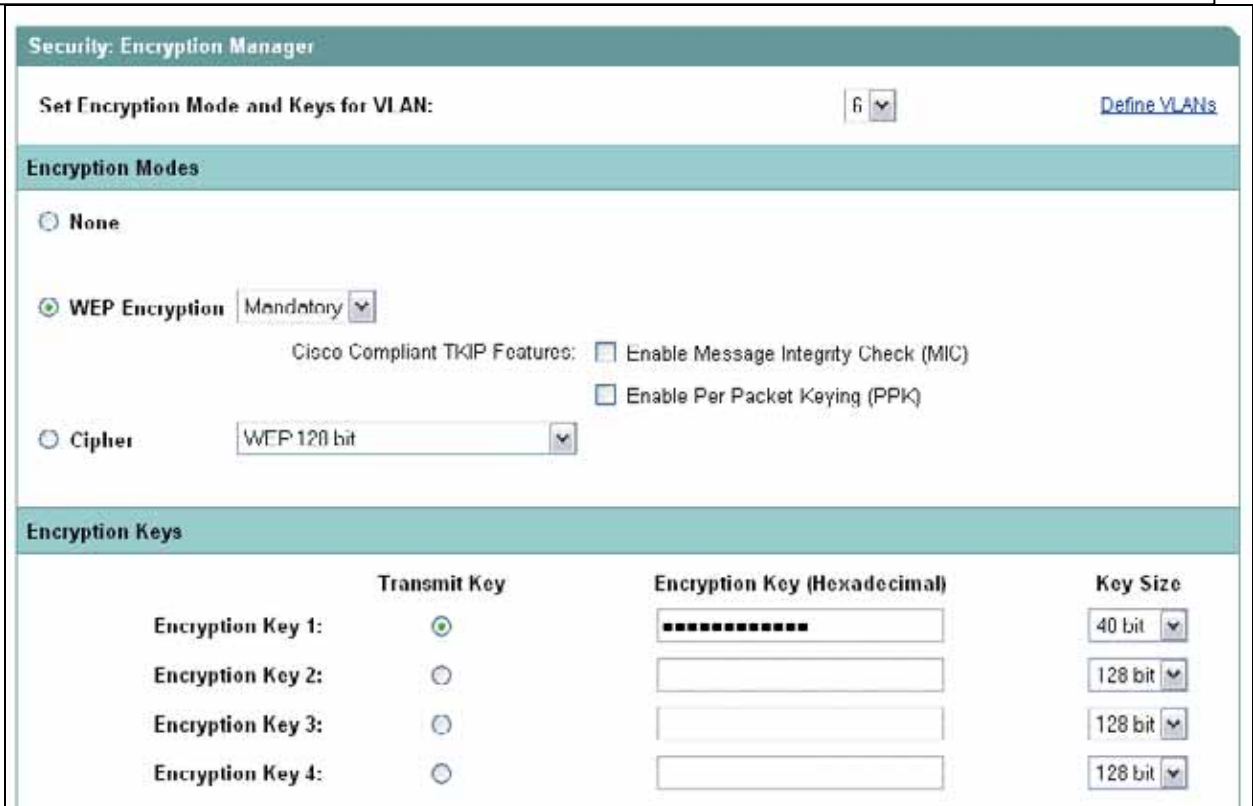 Security: Encryption Manager
Set Encryption Mode and Keys for VLAN: 6 Define VLANs
Encryption Modes
None
WEP Encryption Mandatory
Cisco Compliant TKIP Features: Enable Message Integrity Check (MIC)
Enable Per Packet Keying (PPK)
Cipher WEP 128 bit
Encryption Keys
Transmit Key Encryption Key (Hexadecimal) Key Size
Encryption Key 1: 40 bit
Encryption Key 2: 128 bit
Encryption Key 3: 128 bit
Encryption Key 4: 128 bit